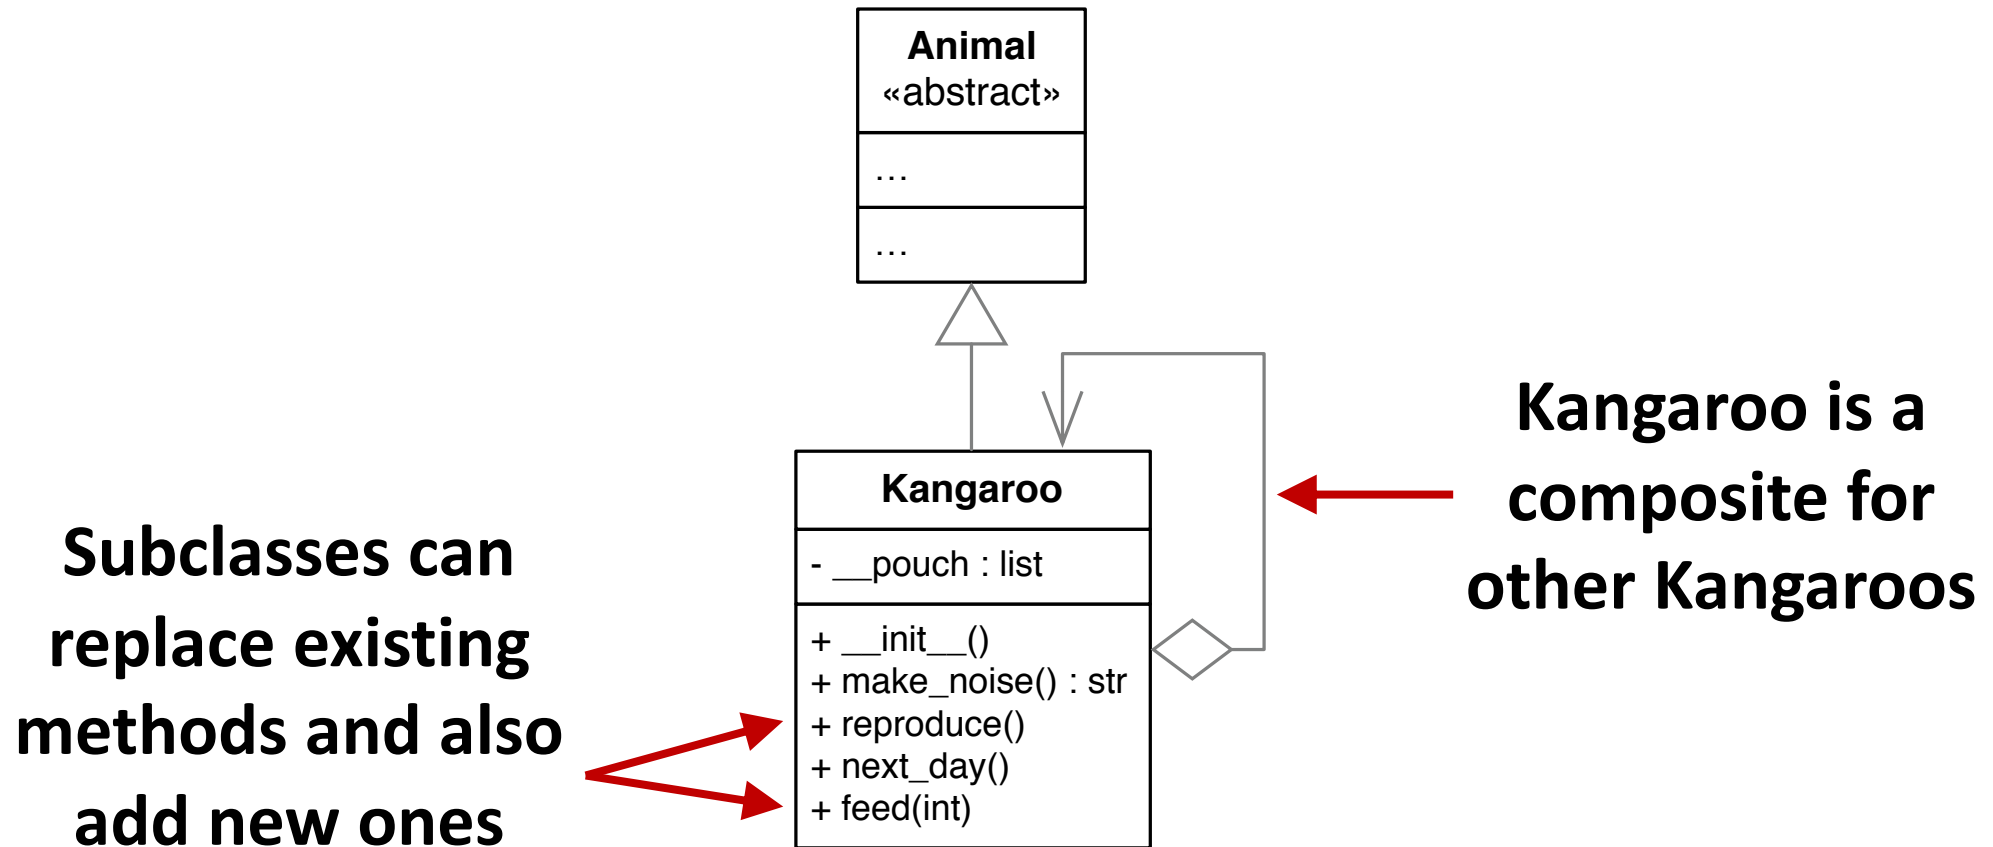 Animal
«abstract»
...
...
Kangaroo
- __pouch : list
+ __init__()
+ make_noise() : str
+ reproduce()
+ next_day()
+ feed(int)
Subclasses can
replace existing
methods and also
add new ones
Kangaroo is a
composite for
other Kangaroos